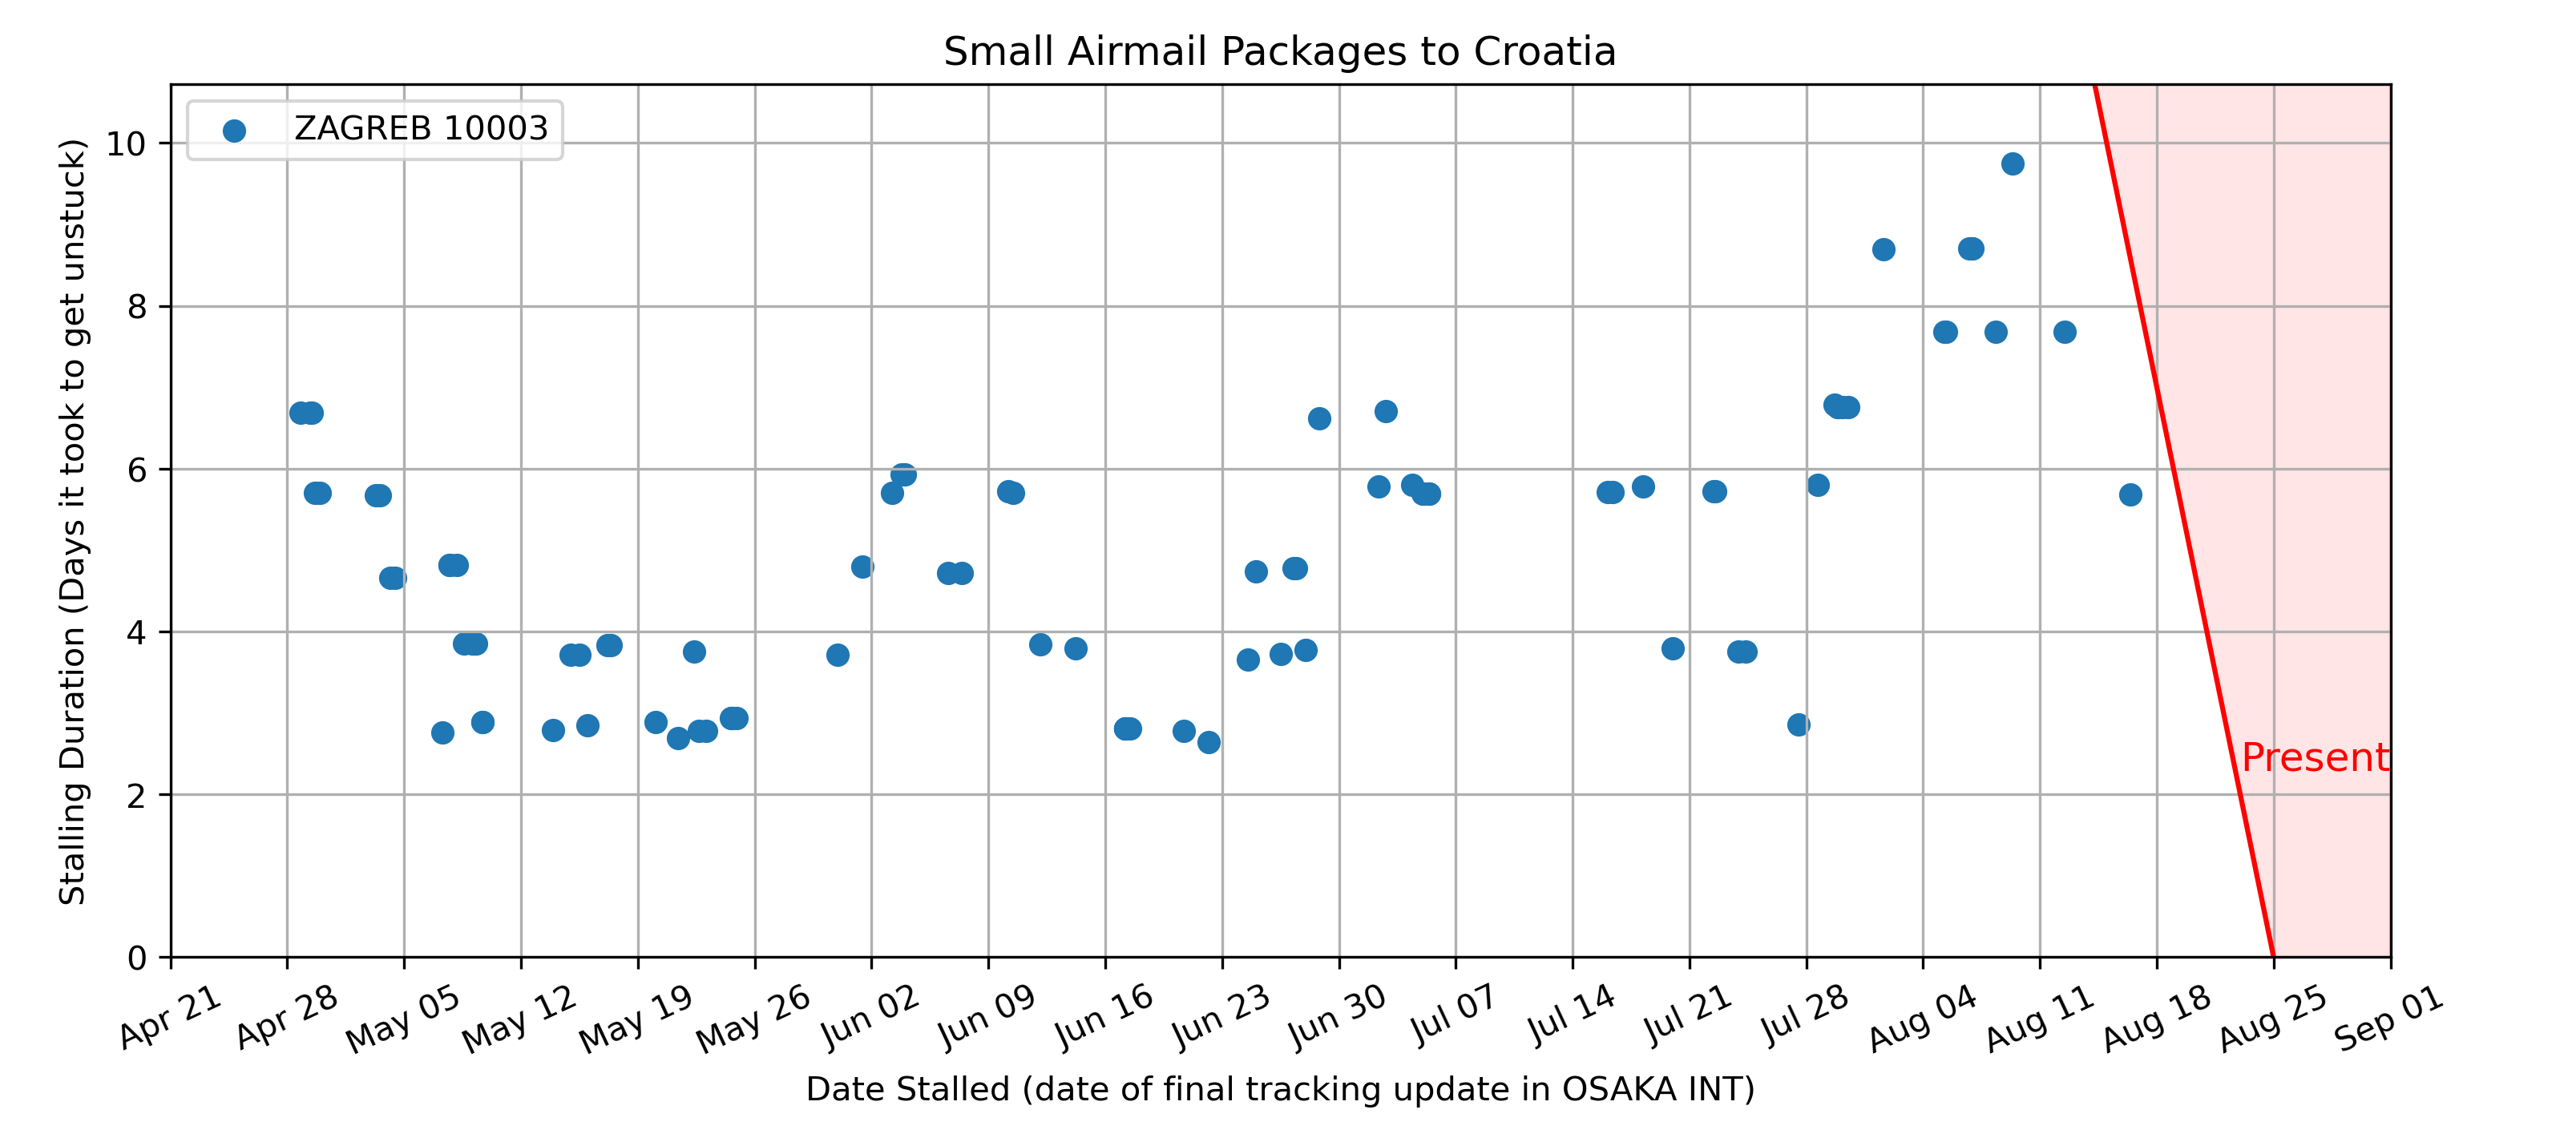 Small Airmail Packages to Croatia
ZAGREB 10003
Stalling Duration (Days it took to get unstuck)
10
8
6
4
2
0
Present
Apr 21
Apr 28
May 05
May 12
May 19
May 26
Jun 02
Jun 09
Jun 16
Jun 23
Jun 30
Jul 07
Jul 14
Jul 21
Jul 28
Aug 04
Aug 11
Aug 18
Aug 25
Sep 01
Date Stalled (date of final tracking update in OSAKA INT)